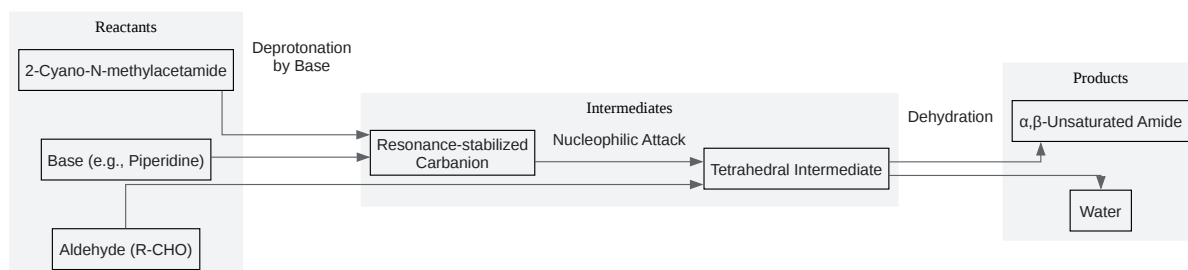 Reactants
2-Cyano-N-methylacetamide
Base (e.g., Piperidine)
Aldehyde (R-CHO)
Deprotonation
by Base
Intermediates
Resonance-stabilized
Carbanion
Nucleophilic Attack
Tetrahedral Intermediate
Dehydration
Products
α,β-Unsaturated Amide
Water